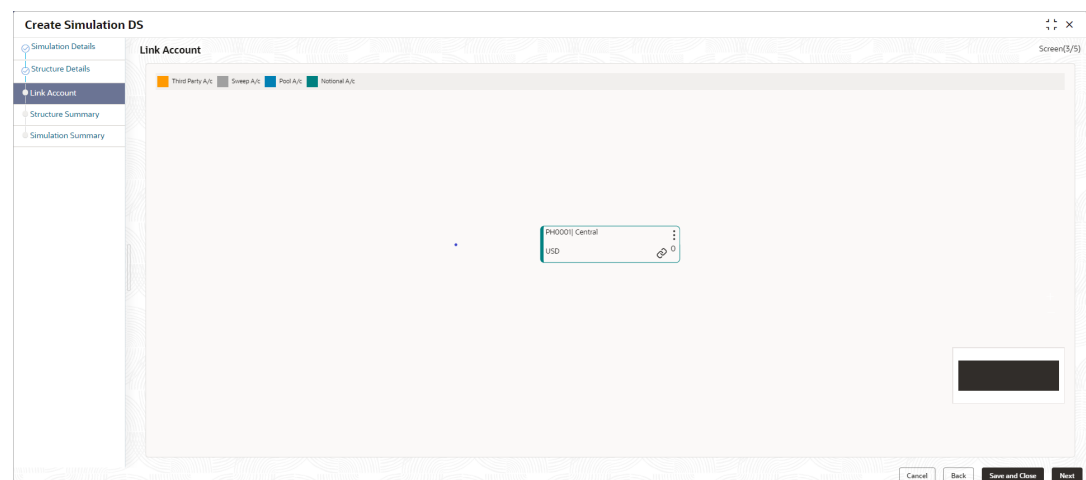 Create Simulation DS
Simulation Details
Structure Details
Link Account
Structure Summary
Simulation Summary
Link Account
Screen(3/5)
Third Party A/c Sweep A/c Pool A/c Notional A/c
PH0001| Central
USD
0
Cancel Back Save and Close Next